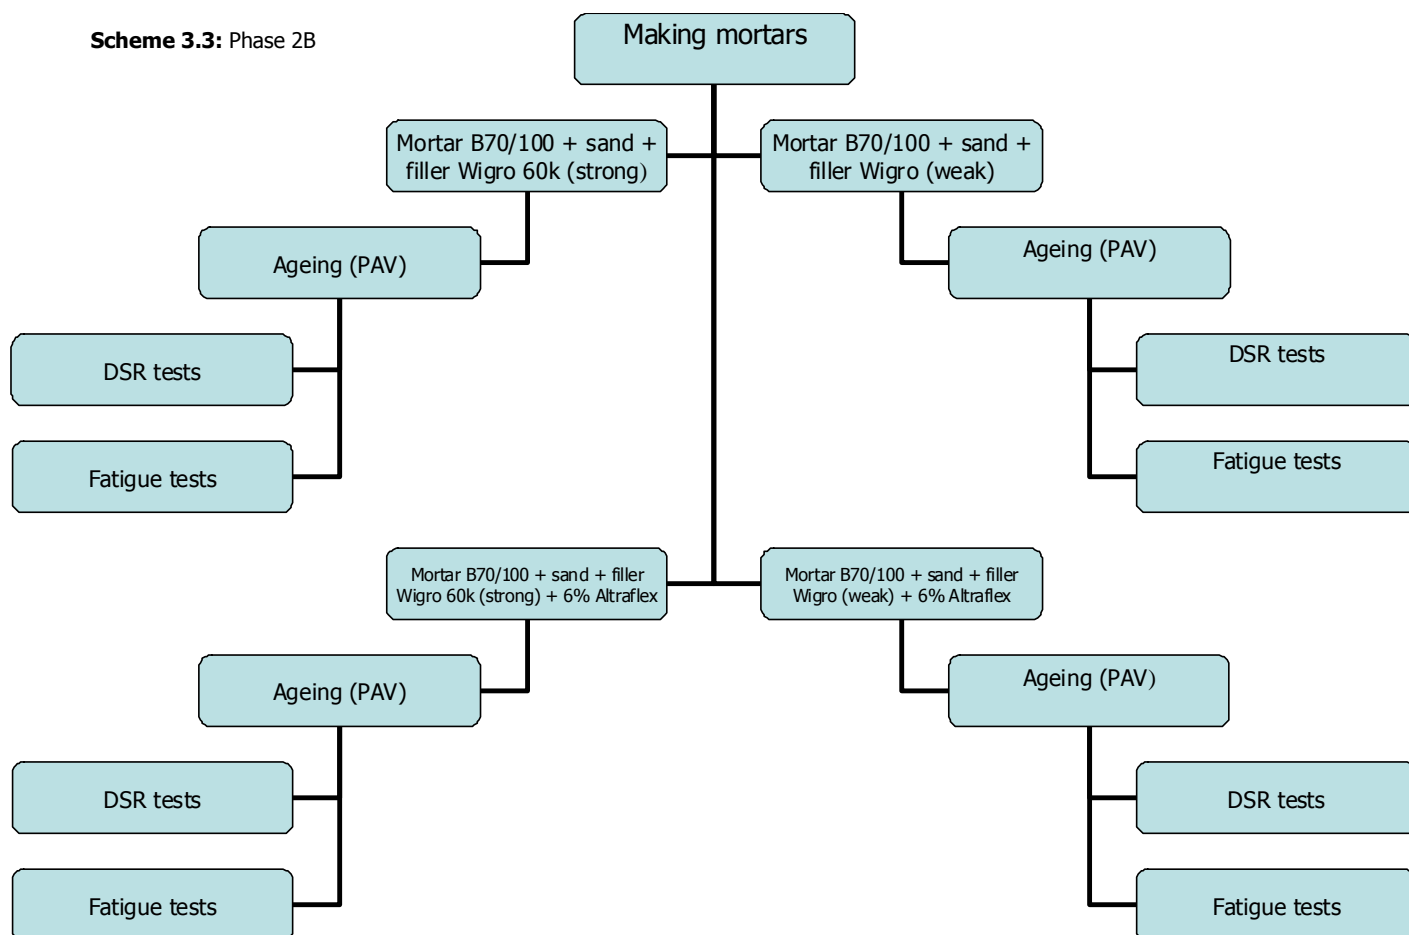 Scheme 3.3: Phase 2B
Making mortars
Mortar B70/100 + sand +
filler Wigro 60k (strong)
Mortar B70/100 + sand +
filler Wigro (weak)
Ageing (PAV)
Ageing (PAV)
DSR tests
DSR tests
Fatigue tests
Fatigue tests
Mortar B70/100 + sand + filler
Wigro 60k (strong) + 6% Altraflex
Mortar B70/100 + sand + filler
Wigro (weak) + 6% Altraflex
Ageing (PAV)
Ageing (PAV)
DSR tests
DSR tests
Fatigue tests
Fatigue tests